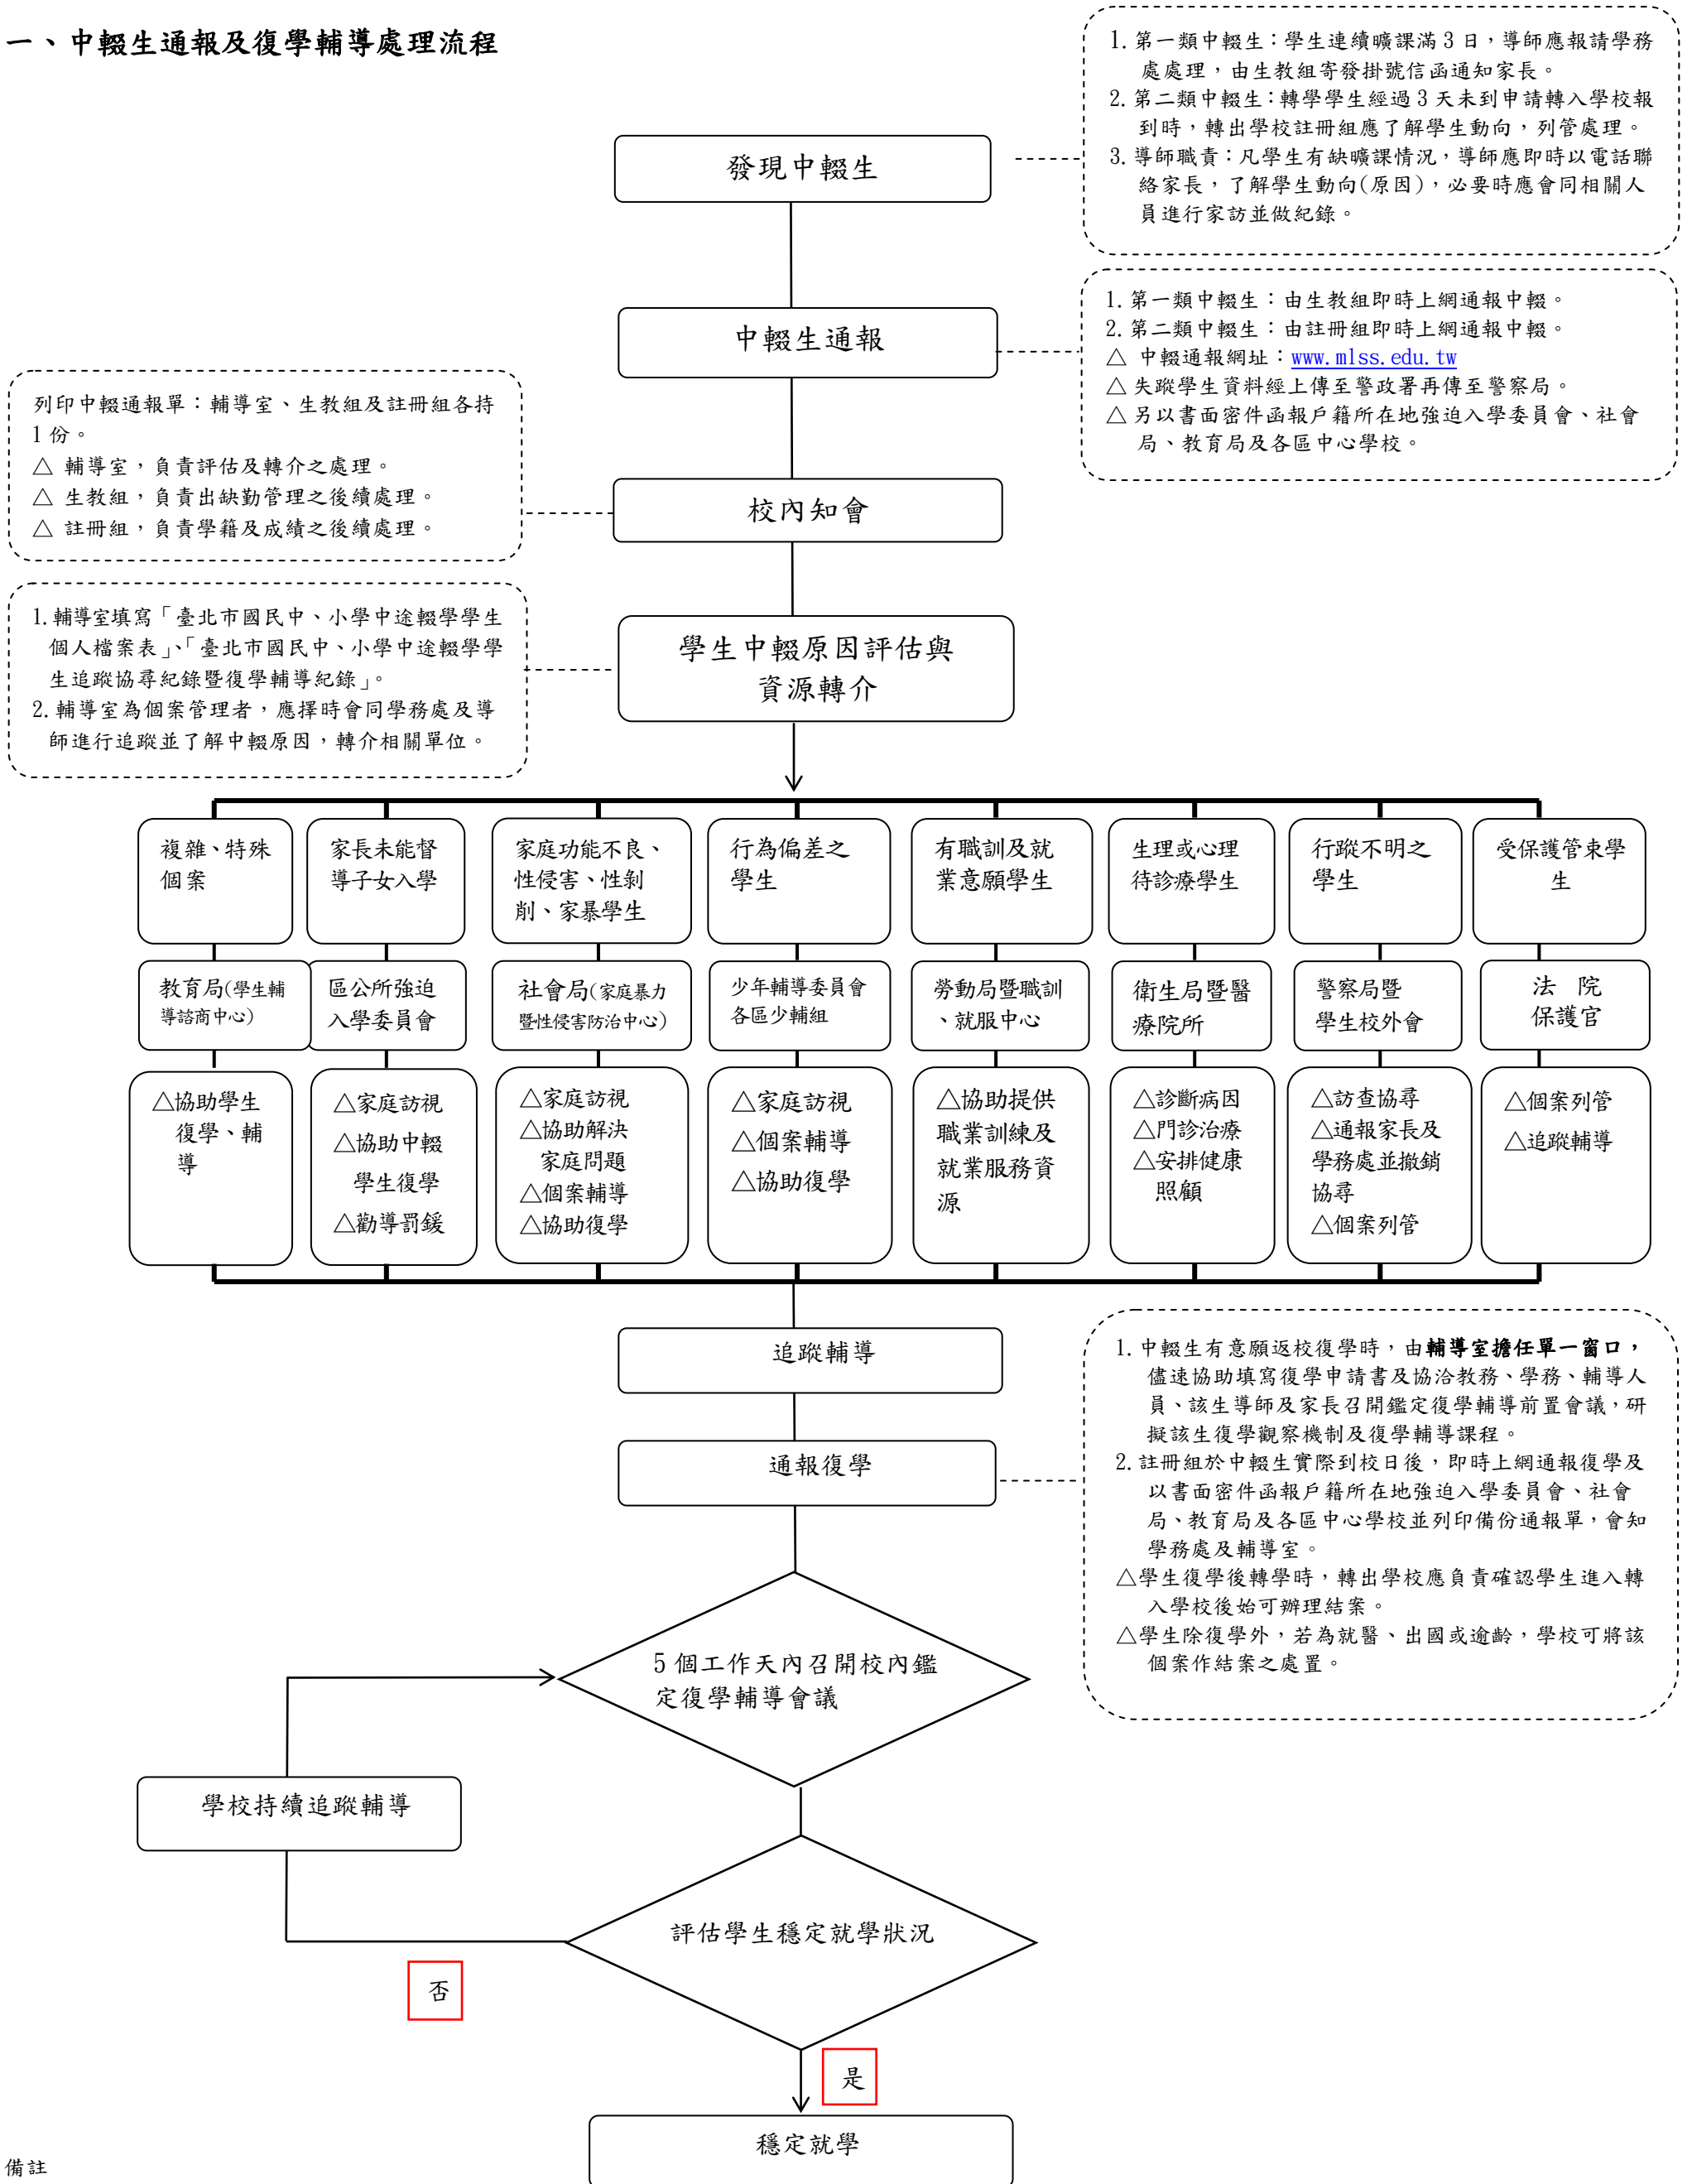 一、中輟生通報及復學輔導處理流程
1. 第一類中輟生：學生連續曠課滿 3 日，導師應報請學務
處處理，由生教組寄發掛號信函通知家長。
2. 第二類中輟生：轉學學生經過 3 天未到申請轉入學校報
到時，轉出學校註冊組應了解學生動向，列管處理。
3. 導師職責：凡學生有缺曠課情況，導師應即時以電話聯
絡家長，了解學生動向(原因)，必要時應會同相關人
員進行家訪並做紀錄。
發現中輟生
1. 第一類中輟生：由生教組即時上網通報中輟。
2. 第二類中輟生：由註冊組即時上網通報中輟。
△ 中輟通報網址：www.mlss.edu.tw
△ 失蹤學生資料經上傳至警政署再傳至警察局。
△ 另以書面密件函報戶籍所在地強迫入學委員會、社會
局、教育局及各區中心學校。
中輟生通報
列印中輟通報單：輔導室、生教組及註冊組各持
1 份。
△ 輔導室，負責評估及轉介之處理。
△ 生教組，負責出缺勤管理之後續處理。
△ 註冊組，負責學籍及成績之後續處理。
校內知會
1. 輔導室填寫「臺北市國民中、小學中途輟學學生
個人檔案表」、「臺北市國民中、小學中途輟學學
生追蹤協尋紀錄暨復學輔導紀錄」。
2. 輔導室為個案管理者，應擇時會同學務處及導
師進行追蹤並了解中輟原因，轉介相關單位。
學生中輟原因評估與
資源轉介
複雜、特殊
個案
家長未能督
導子女入學
家庭功能不良、
性侵害、性剝
削、家暴學生
行為偏差之
學生
有職訓及就
業意願學生
生理或心理
待診療學生
行蹤不明之
學生
受保護管束學
生
教育局(學生輔
導諮商中心)
區公所強迫
入學委員會
社會局(家庭暴力
暨性侵害防治中心)
少年輔導委員會
各區少輔組
勞動局暨職訓
、就服中心
衛生局暨醫
療院所
警察局暨
學生校外會
法 院
保護官
△協助學生
復學、輔
導
△家庭訪視
△協助中輟
學生復學
△勸導罰鍰
△家庭訪視
△協助解決
家庭問題
△個案輔導
△協助復學
△家庭訪視
△個案輔導
△協助復學
△協助提供
職業訓練及
就業服務資
源
△診斷病因
△門診治療
△安排健康
照顧
△訪查協尋
△通報家長及
學務處並撤銷
協尋
△個案列管
△個案列管
△追蹤輔導
追蹤輔導
通報復學
1. 中輟生有意願返校復學時，由輔導室擔任單一窗口，
儘速協助填寫復學申請書及協洽教務、學務、輔導人
員、該生導師及家長召開鑑定復學輔導前置會議，研
擬該生復學觀察機制及復學輔導課程。
2. 註冊組於中輟生實際到校日後，即時上網通報復學及
以書面密件函報戶籍所在地強迫入學委員會、社會
局、教育局及各區中心學校並列印備份通報單，會知
學務處及輔導室。
△學生復學後轉學時，轉出學校應負責確認學生進入轉
入學校後始可辦理結案。
△學生除復學外，若為就醫、出國或逾齡，學校可將該
個案作結案之處置。
5 個工作天內召開校內鑑
定復學輔導會議
學校持續追蹤輔導
評估學生穩定就學狀況
否
是
穩定就學
備註